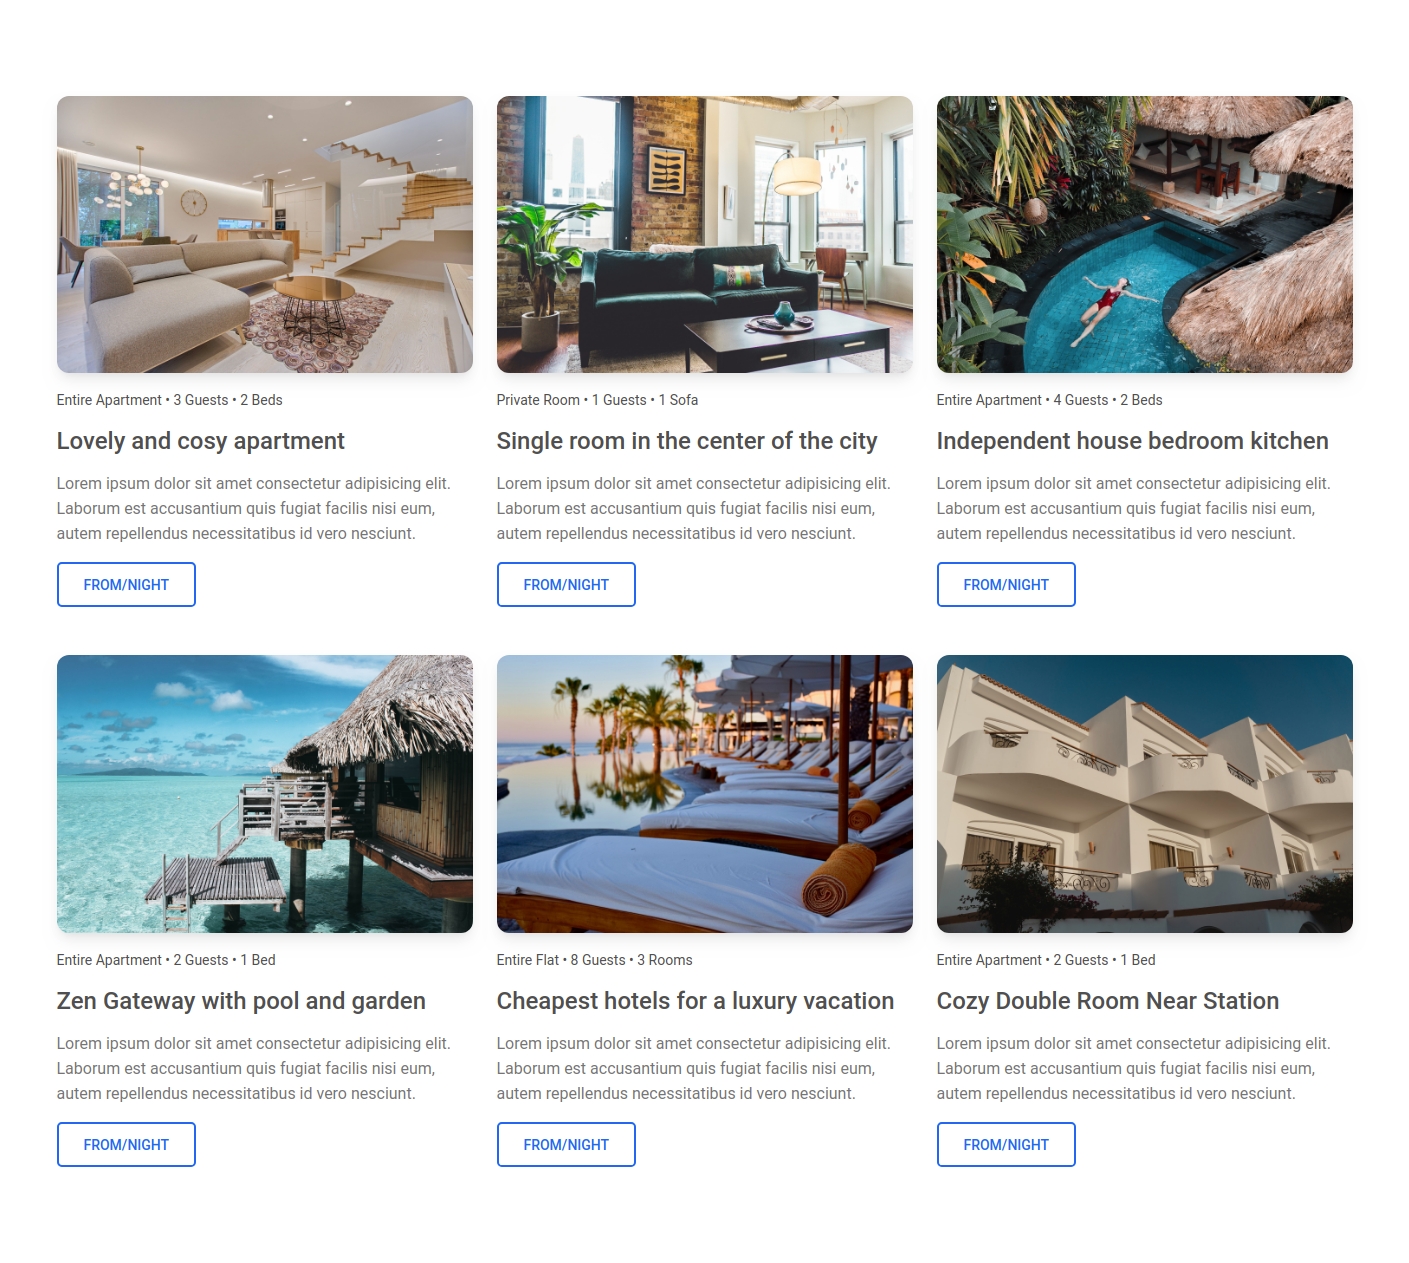 Entire Apartment • 3 Guests • 2 Beds
Lovely and cosy apartment
Lorem ipsum dolor sit amet consectetur adipisicing elit.
Laborum est accusantium quis fugiat facilis nisi eum,
autem repellendus necessitatibus id vero nesciunt.
FROM/NIGHT
Private Room • 1 Guests • 1 Sofa
Single room in the center of the city
Lorem ipsum dolor sit amet consectetur adipisicing elit.
Laborum est accusantium quis fugiat facilis nisi eum,
autem repellendus necessitatibus id vero nesciunt.
FROM/NIGHT
Entire Apartment • 4 Guests • 2 Beds
Independent house bedroom kitchen
Lorem ipsum dolor sit amet consectetur adipisicing elit.
Laborum est accusantium quis fugiat facilis nisi eum,
autem repellendus necessitatibus id vero nesciunt.
FROM/NIGHT
Entire Apartment • 2 Guests • 1 Bed
Zen Gateway with pool and garden
Lorem ipsum dolor sit amet consectetur adipisicing elit.
Laborum est accusantium quis fugiat facilis nisi eum,
autem repellendus necessitatibus id vero nesciunt.
FROM/NIGHT
Entire Flat • 8 Guests • 3 Rooms
Cheapest hotels for a luxury vacation
Lorem ipsum dolor sit amet consectetur adipisicing elit.
Laborum est accusantium quis fugiat facilis nisi eum,
autem repellendus necessitatibus id vero nesciunt.
FROM/NIGHT
Entire Apartment • 2 Guests • 1 Bed
Cozy Double Room Near Station
Lorem ipsum dolor sit amet consectetur adipisicing elit.
Laborum est accusantium quis fugiat facilis nisi eum,
autem repellendus necessitatibus id vero nesciunt.
FROM/NIGHT